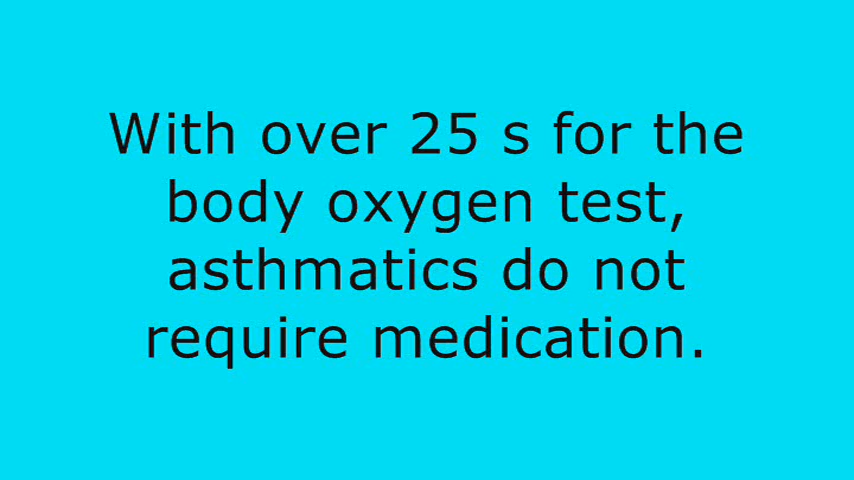 With over 25 s for the
body oxygen test,
asthmatics do not
require medication.